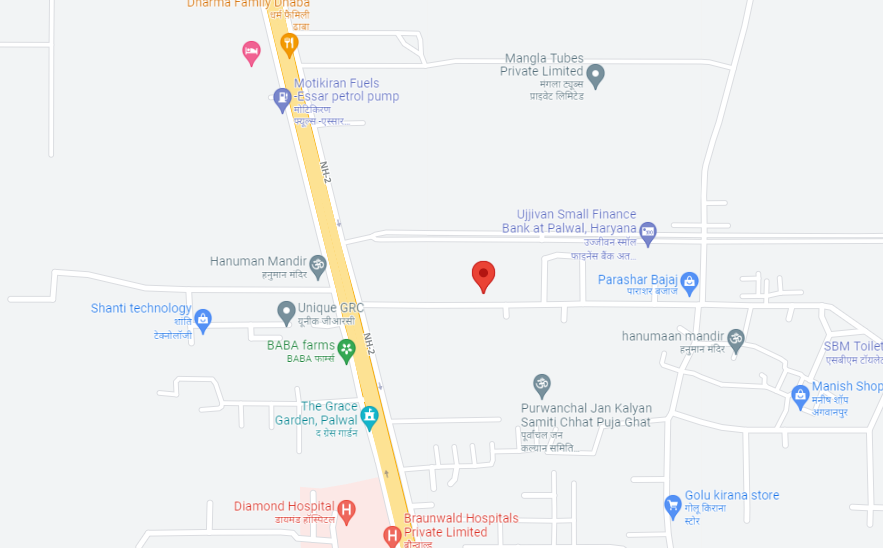 Dharma Family Dhaba
धर्म फैमिली
ढाबा
Mangla Tubes
Private Limited
मंगला ट्यूब्स
प्राइवेट लिमिटेड
Motikiran Fuels
-Essar petrol pump
मोटिकिरण
फ्यूल्स -एस्सार...
NH-2
Ujjivan Small Finance
Bank at Palwal, Haryana
उज्जीवन स्मॉल
फाइनेंस बैंक अत...
Hanuman Mandir
हनुमान मंदिर
Parashar Bajaj
पाराशर बजाज
Shanti technology
शांति
टेक्नोलॉजी
Unique GRC
यूनीक जीआरसी
NH-2
BABA farms
BABA फार्म्स
hanumaan mandir
हनुमान मंदिर
SBM Toilet
एसबीएम टॉयलेट
Manish Shop
मनीष शॉप
अंगवानपुर
The Grace
Garden, Palwal
द ग्रेस गार्डन
Purwanchal Jan Kalyan
Samiti Chhat Puja Ghat
पूर्वांचल जन
कल्याण समिति...
Diamond Hospital
डायमंड हॉस्पिटल
Golu kirana store
गोलू किराना
स्टोर
Braunwald Hospitals
Private Limited